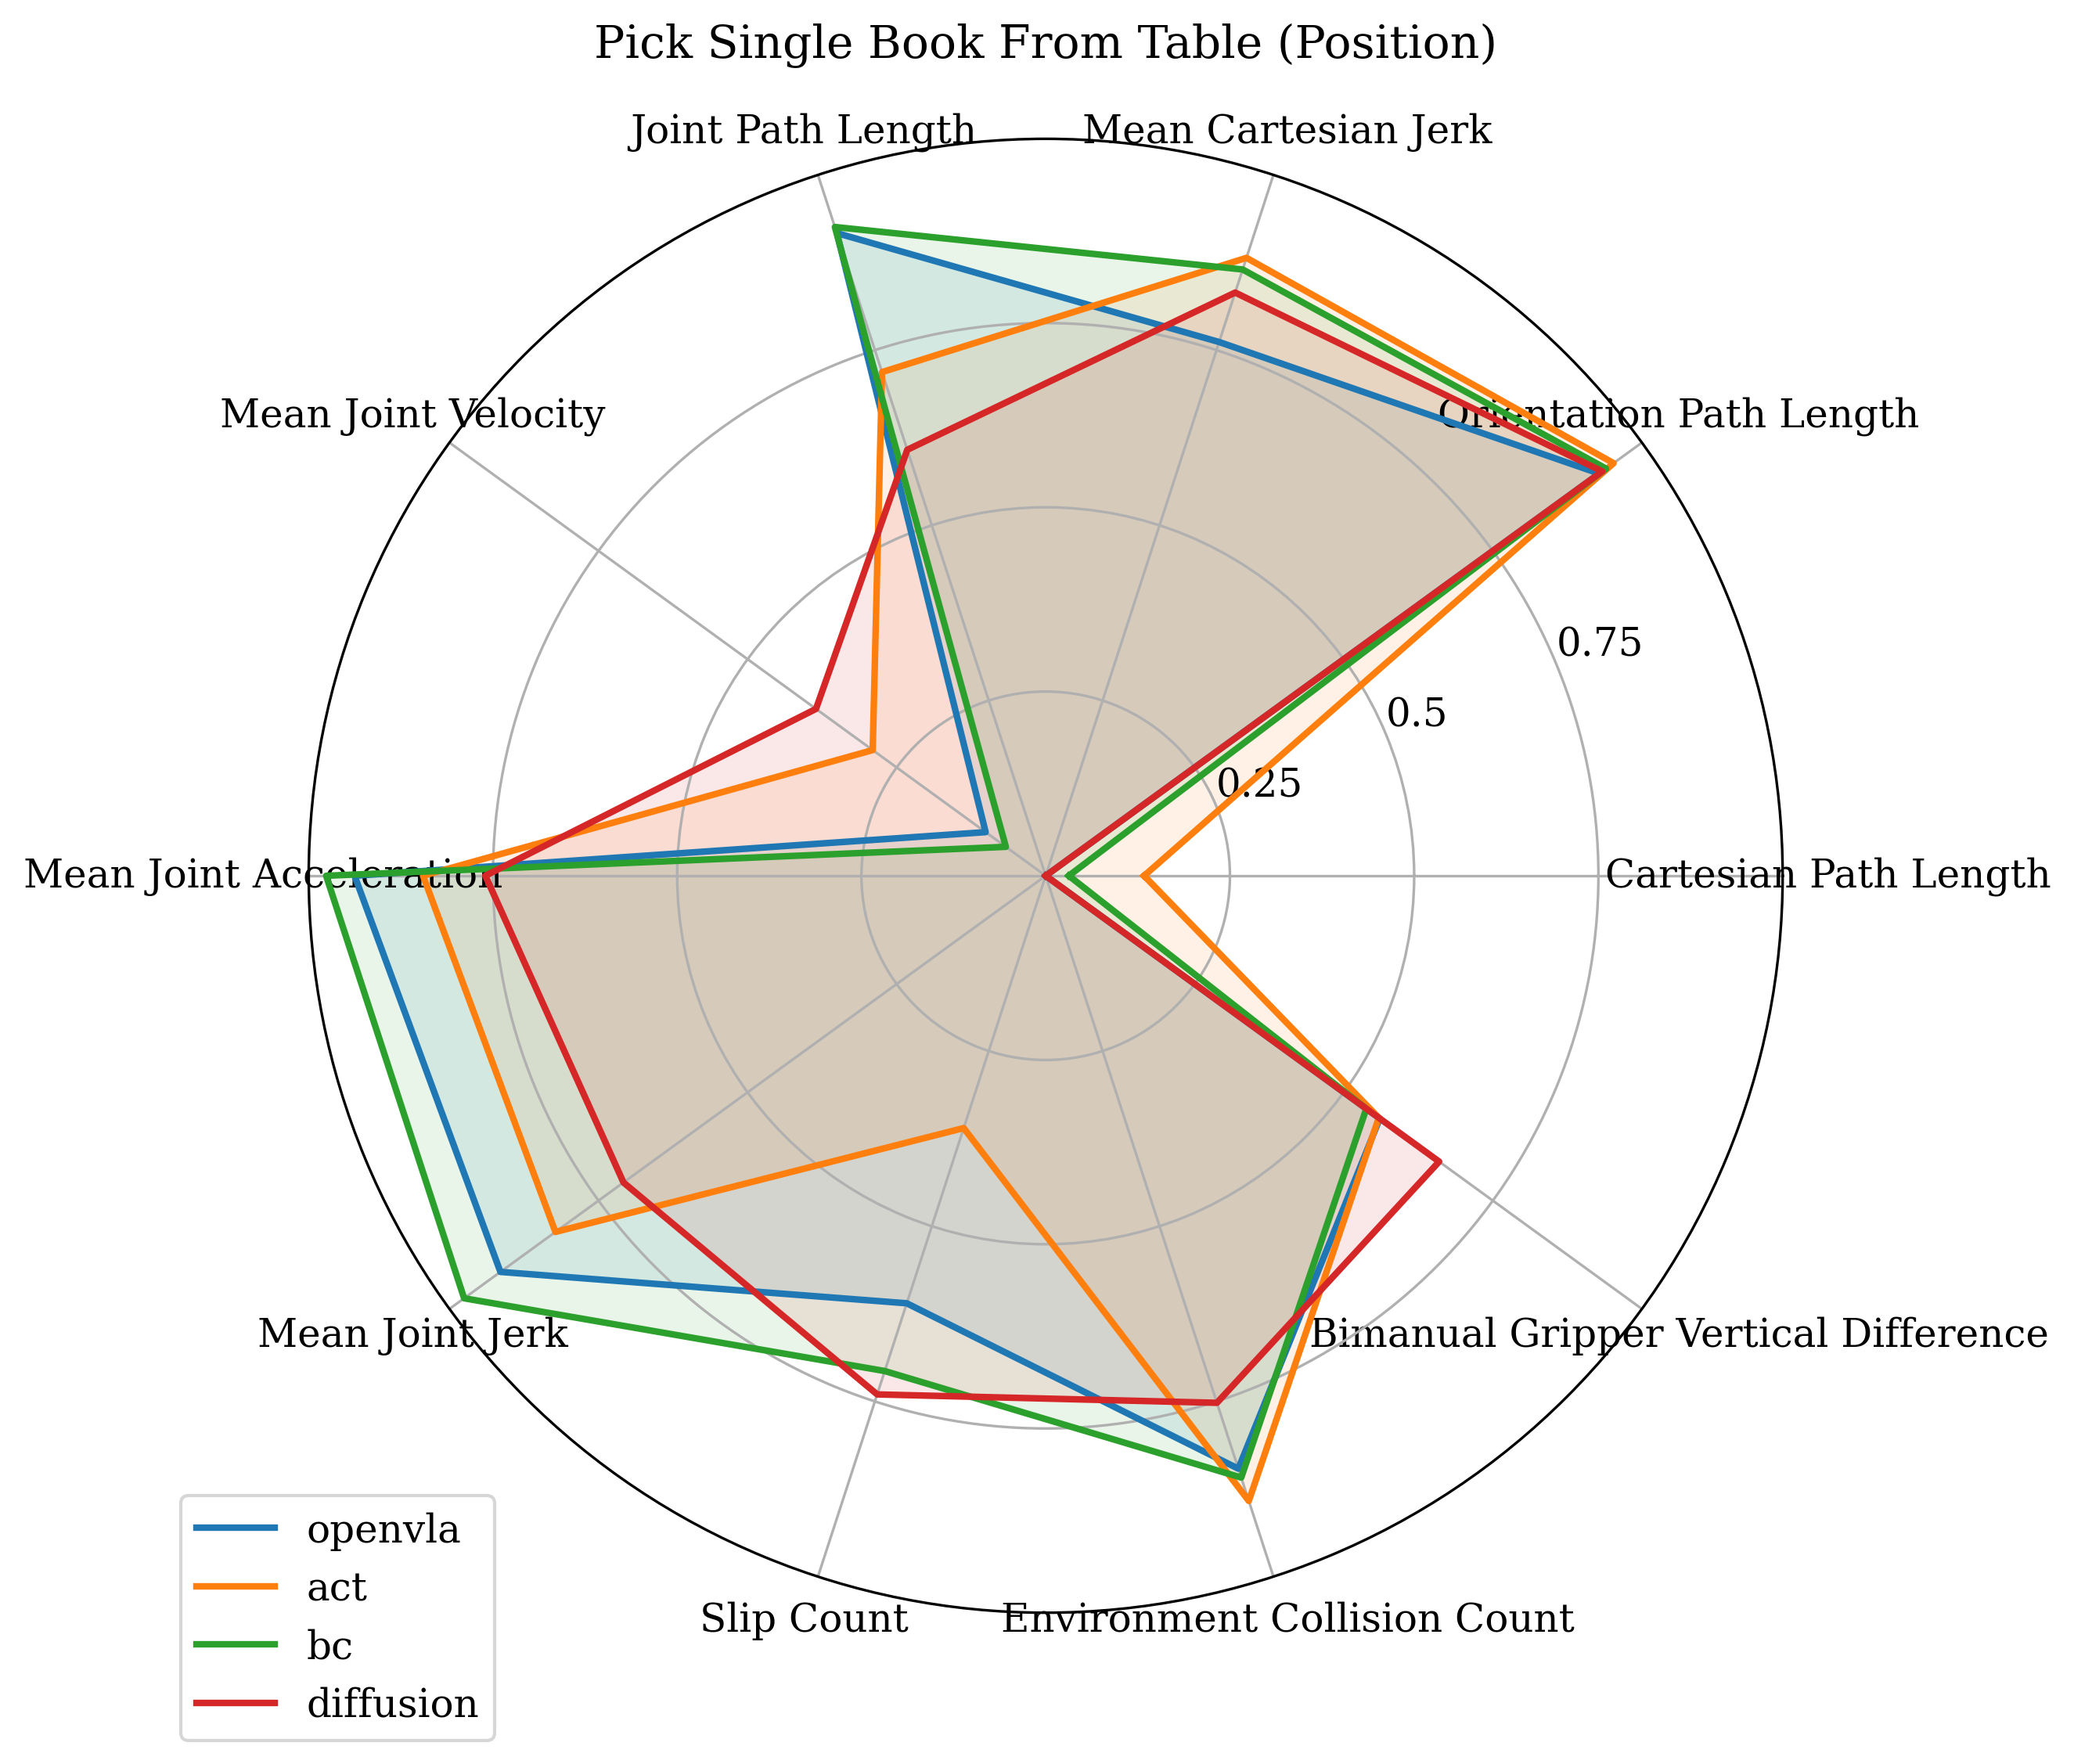 Pick Single Book From Table (Position)
Joint Path Length
Mean Cartesian Jerk
Mean Joint Velocity
Orientation Path Length
0.75
0.5
0.25
Mean Joint Acceleration
Cartesian Path Length
Mean Joint Jerk
Bimanual Gripper Vertical Difference
Slip Count
Environment Collision Count
openvla
act
bc
diffusion